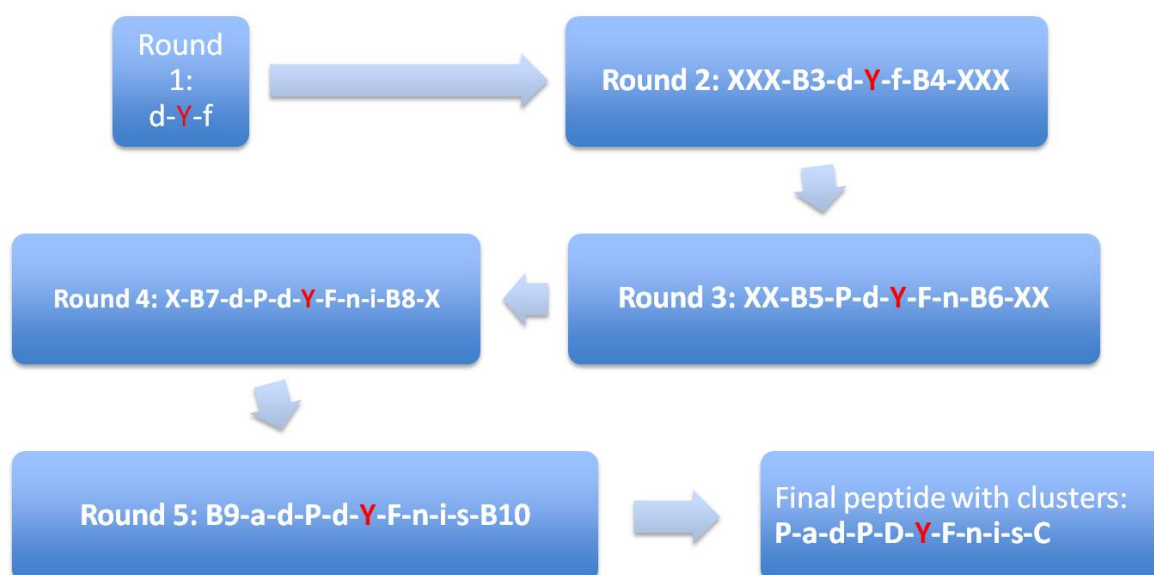 Round
1:
d-Y-f
Round 2: XXX-B3-d-Y-f-B4-XXX
Round 3: XX-B5-P-d-Y-F-n-B6-XX
Round 4: X-B7-d-P-d-Y-F-n-i-B8-X
Round 5: B9-a-d-P-d-Y-F-n-i-s-B10
Final peptide with clusters:
P-a-d-P-D-Y-F-n-i-s-C